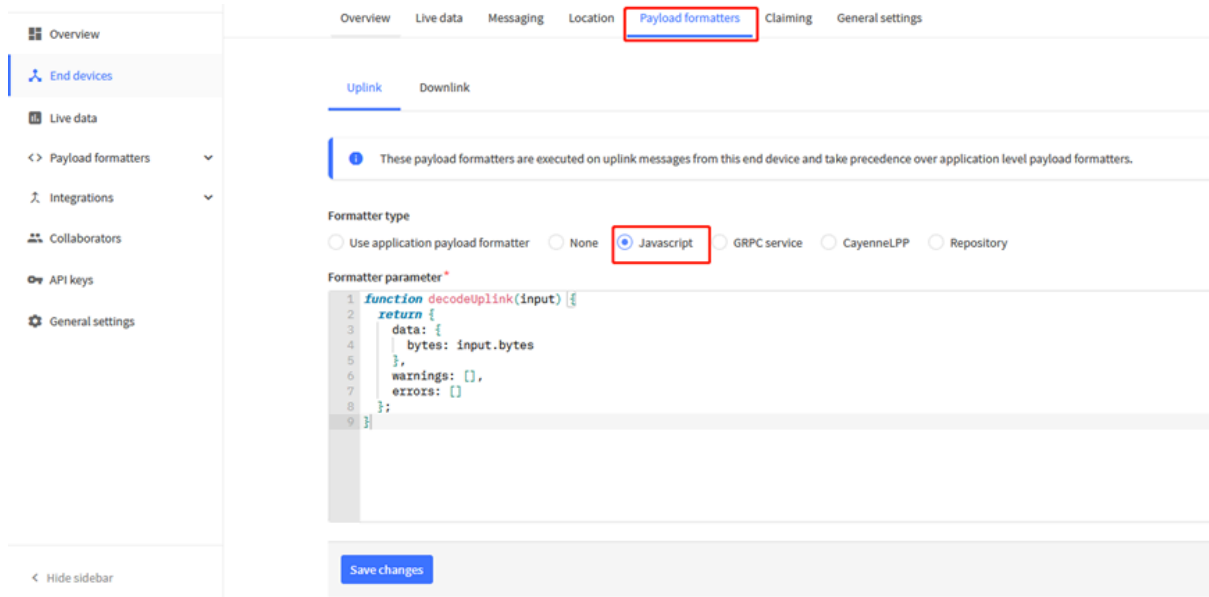 Overview Live data Messaging Location Payload formatters Claiming General settings
Overview
End devices
Live data
Payload formatters
Integrations
Collaborators
API keys
General settings
Hide sidebar
Uplink Downlink
These payload formatters are executed on uplink messages from this end device and take precedence over application level payload formatters.
Formatter type
Use application payload formatter None Javascript GRPC service CayenneLPP Repository
Formatter parameter *
1 function decodeUplink(input) {
2 return {
3 data: {
4 bytes: input.bytes
5 },
6 warnings: [],
7 errors: []
8 };
9 }
Save changes